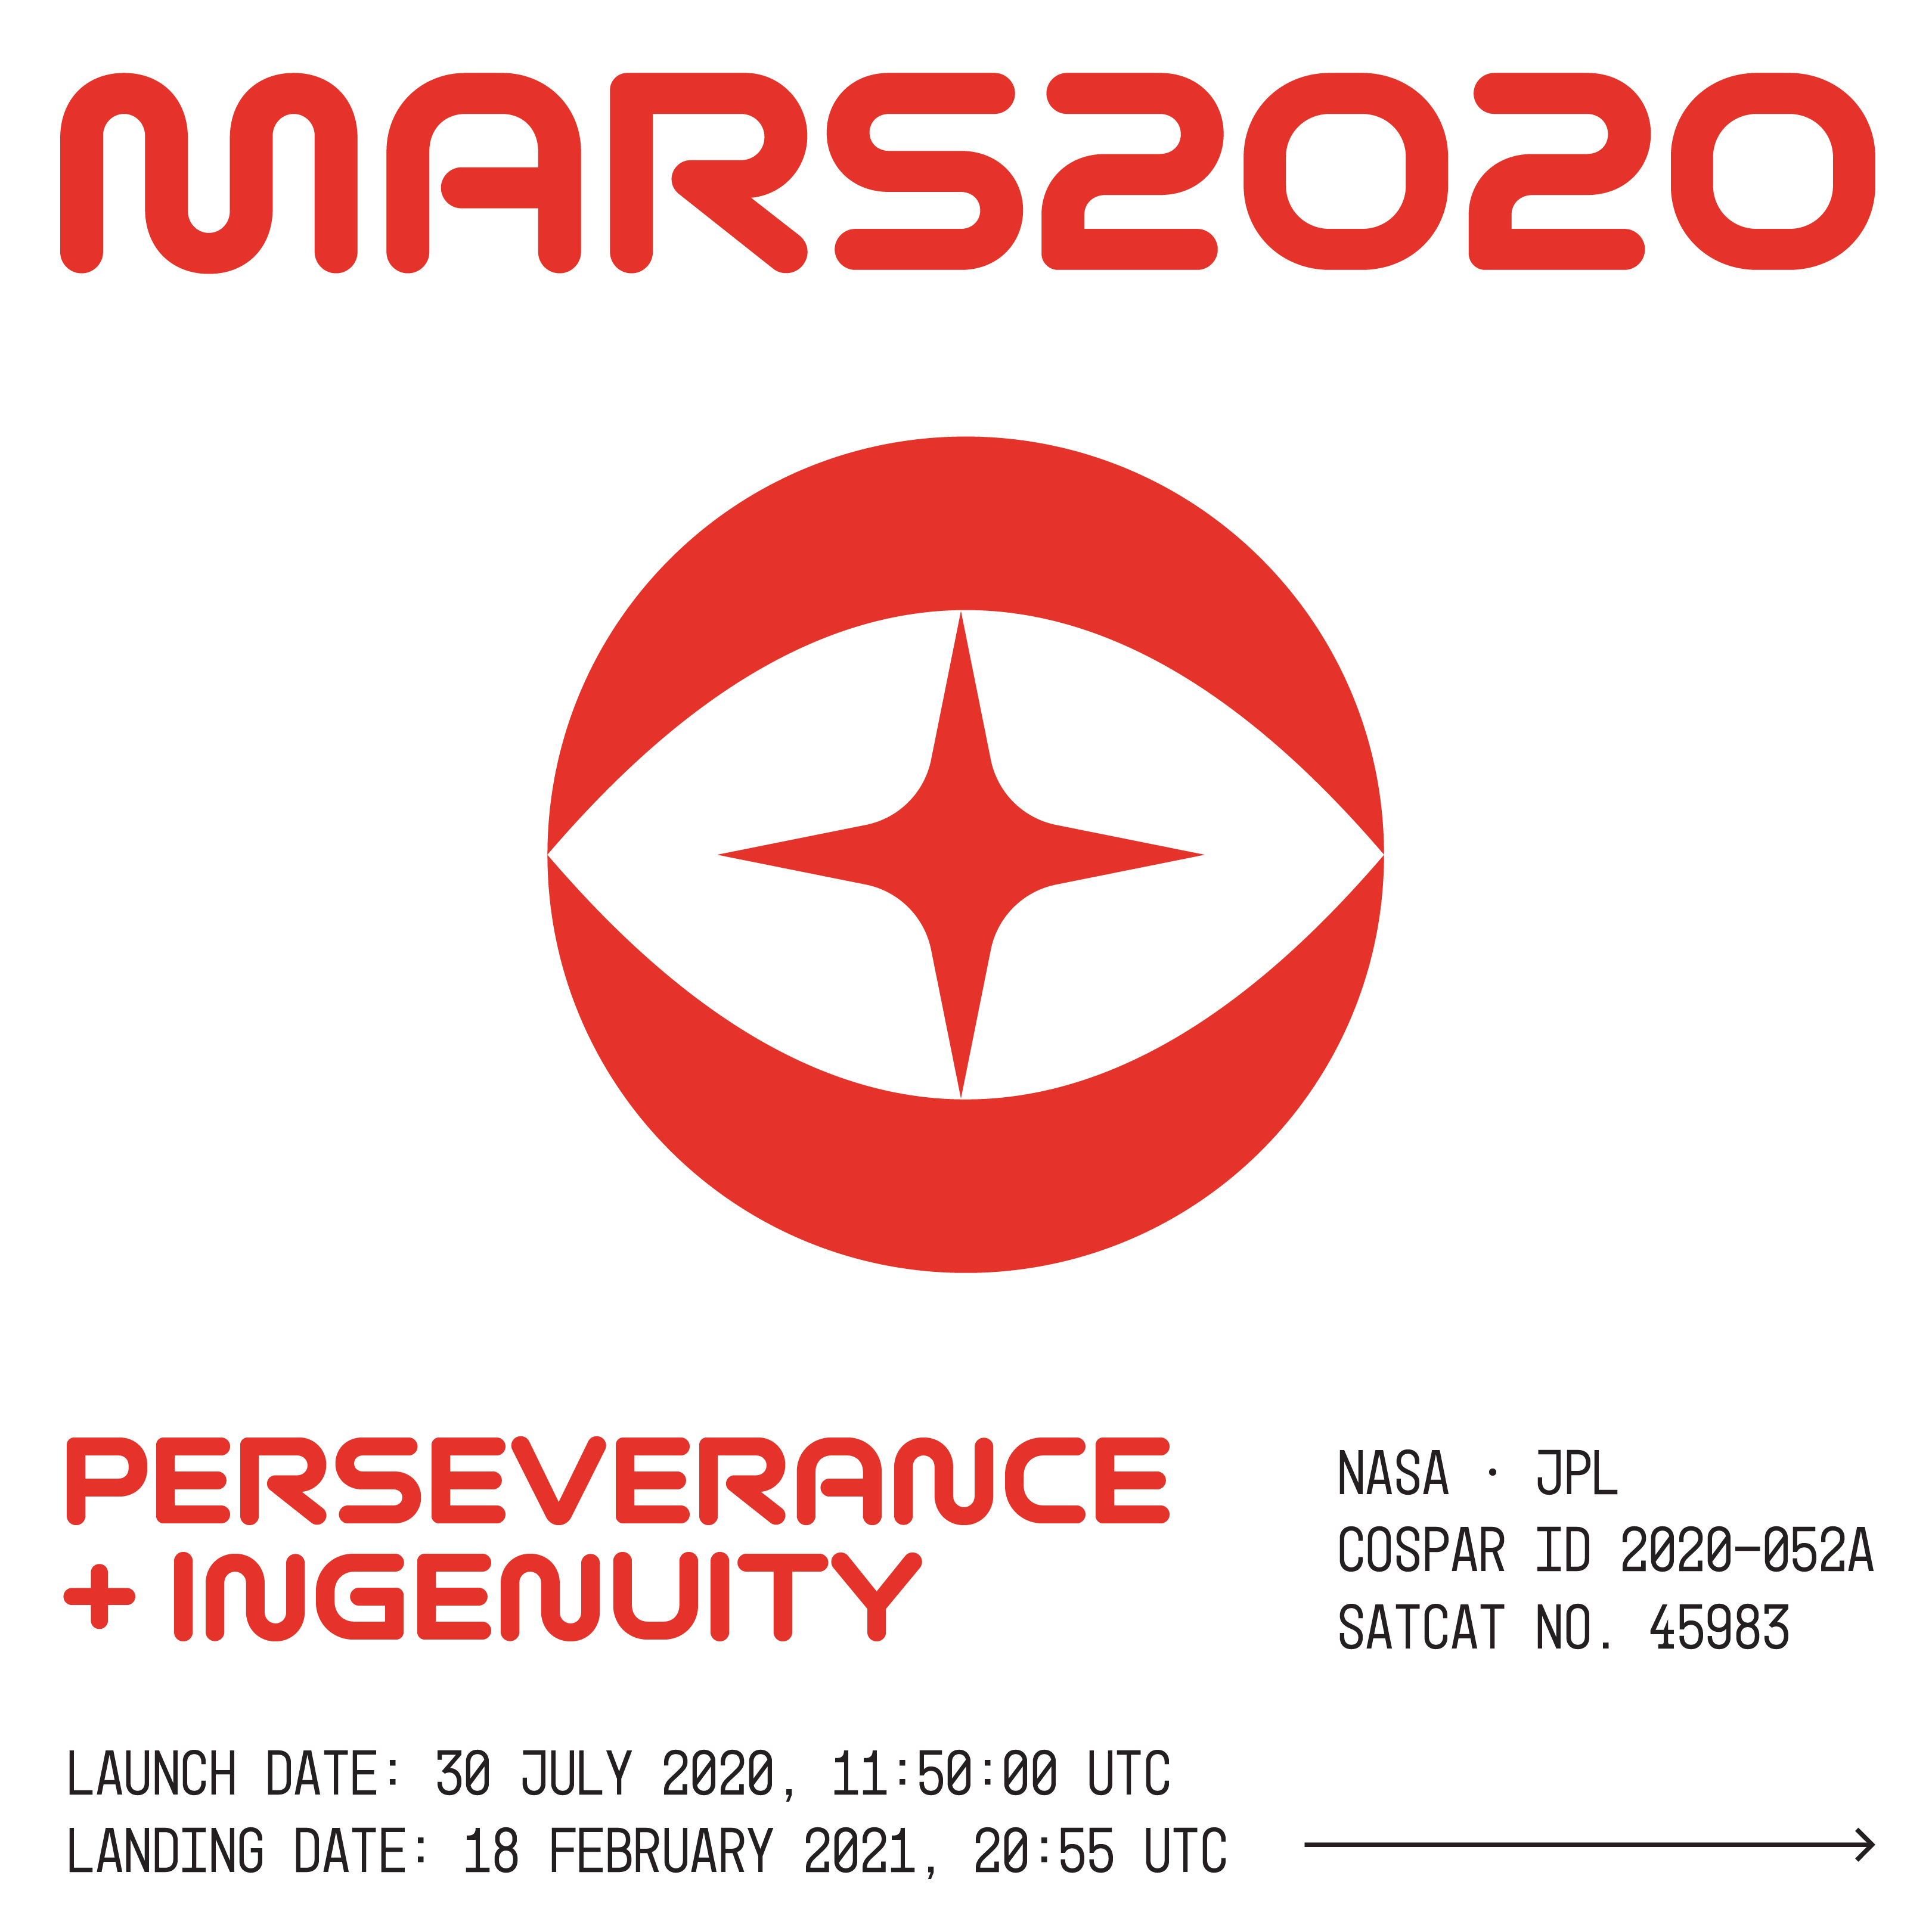 MARS2020
PERSEVERANCE
+ INGENUITY
NASA · JPL
COSPAR ID 2020-052A
SATCAT NO. 45983
LAUNCH DATE: 30 JULY 2020, 11:50:00 UTC
LANDING DATE: 18 FEBRUARY 2021, 20:55 UTC